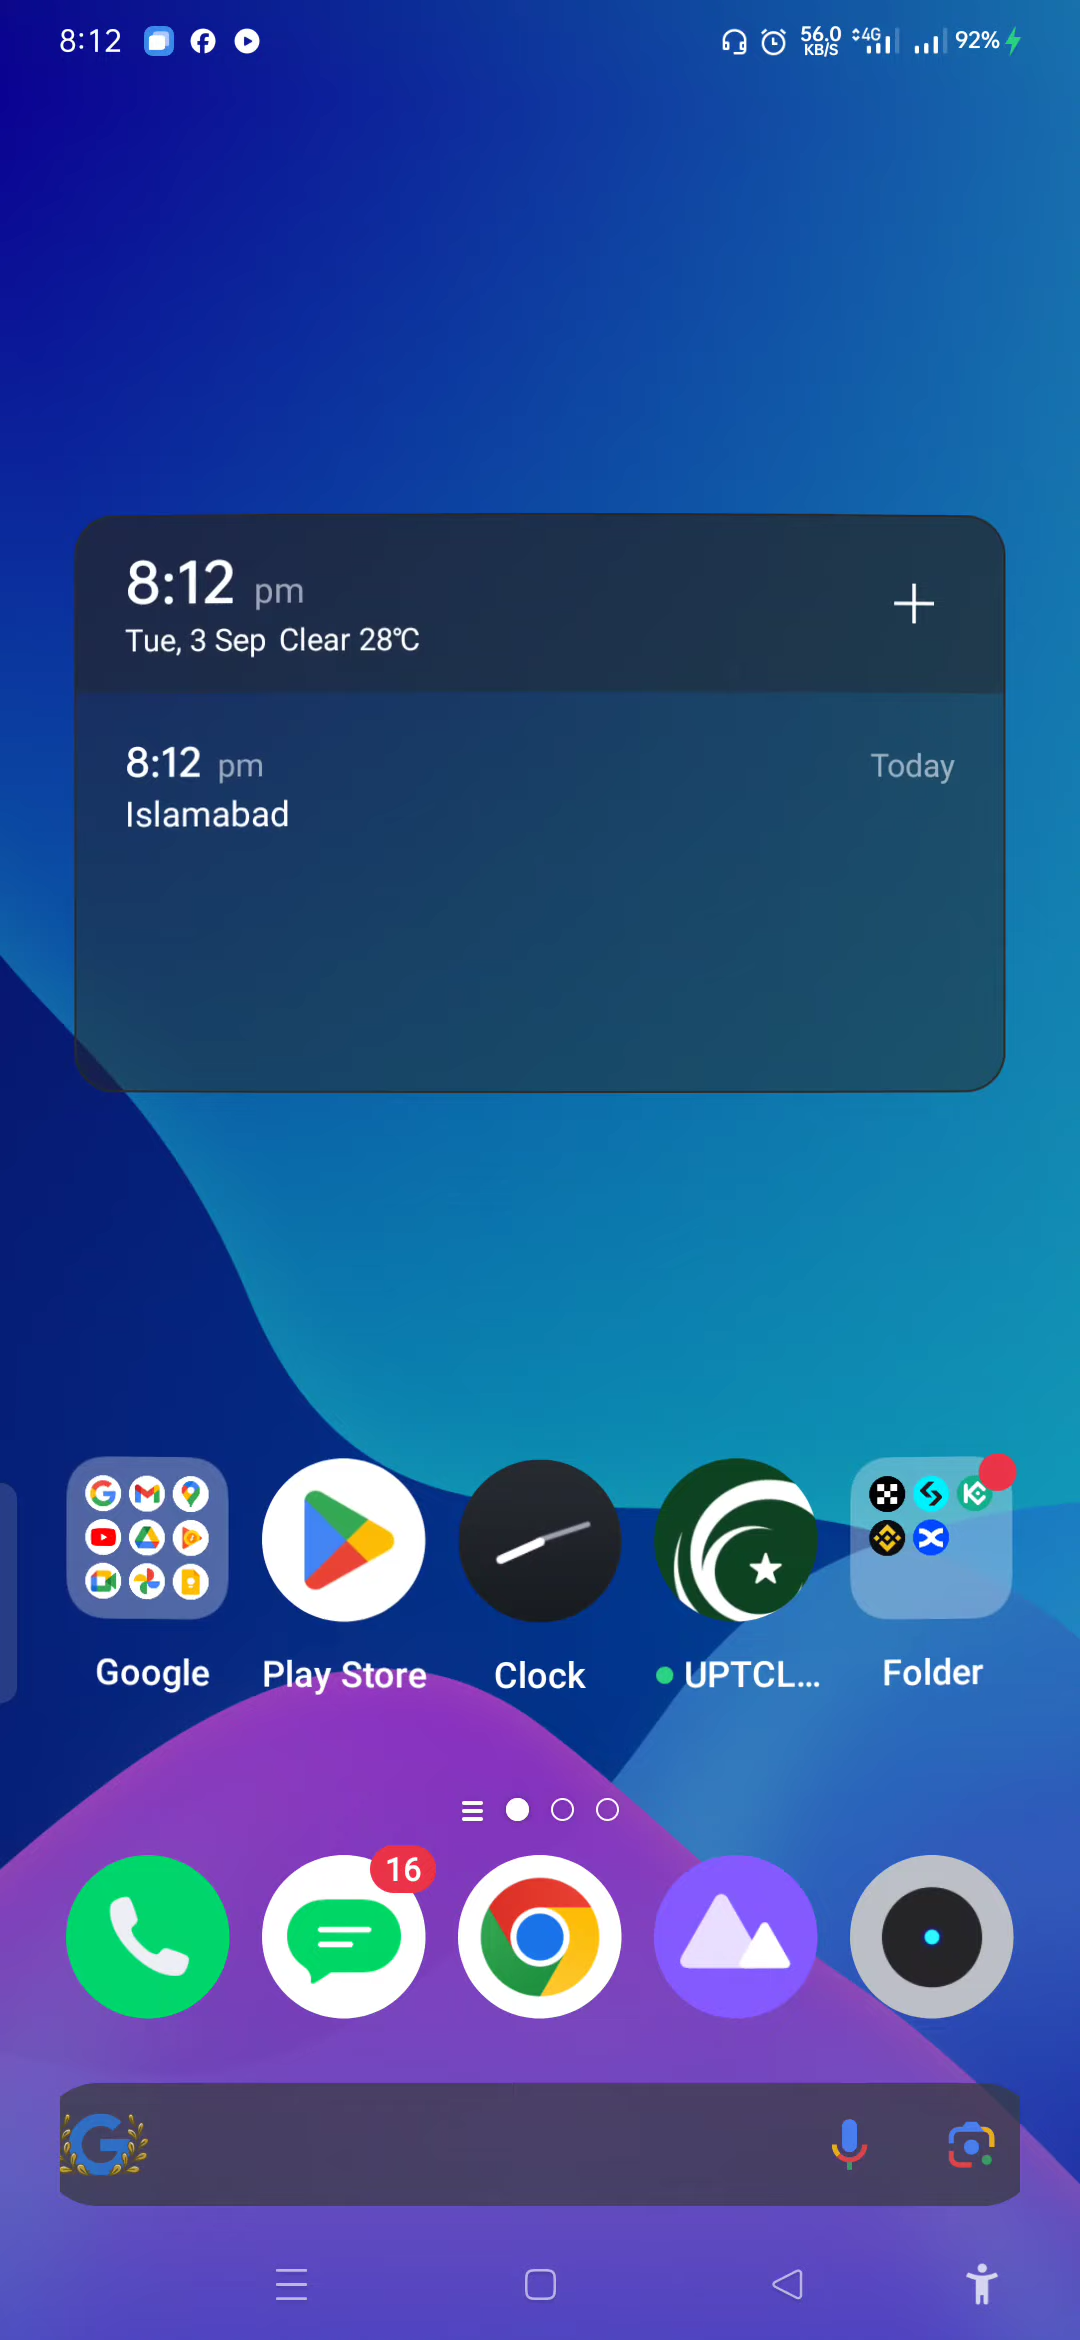 8:12 56.0 KB/S 4G 92%
8:12 pm
Tue, 3 Sep Clear 28°C
8:12 pm Today
Islamabad
Google Play Store Clock UPTCL... Folder
16